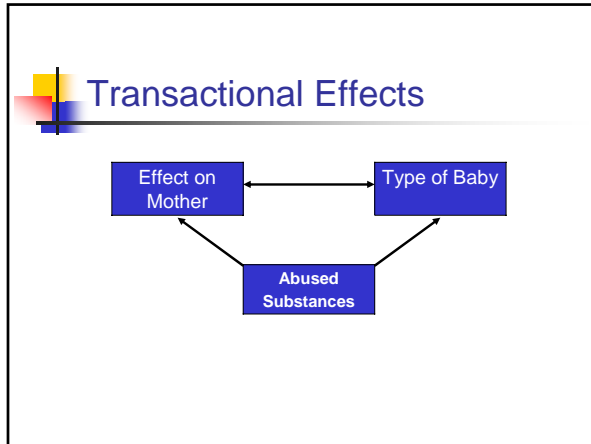 Transactional Effects
Effect on
Mother
Type of Baby
Abused
Substances